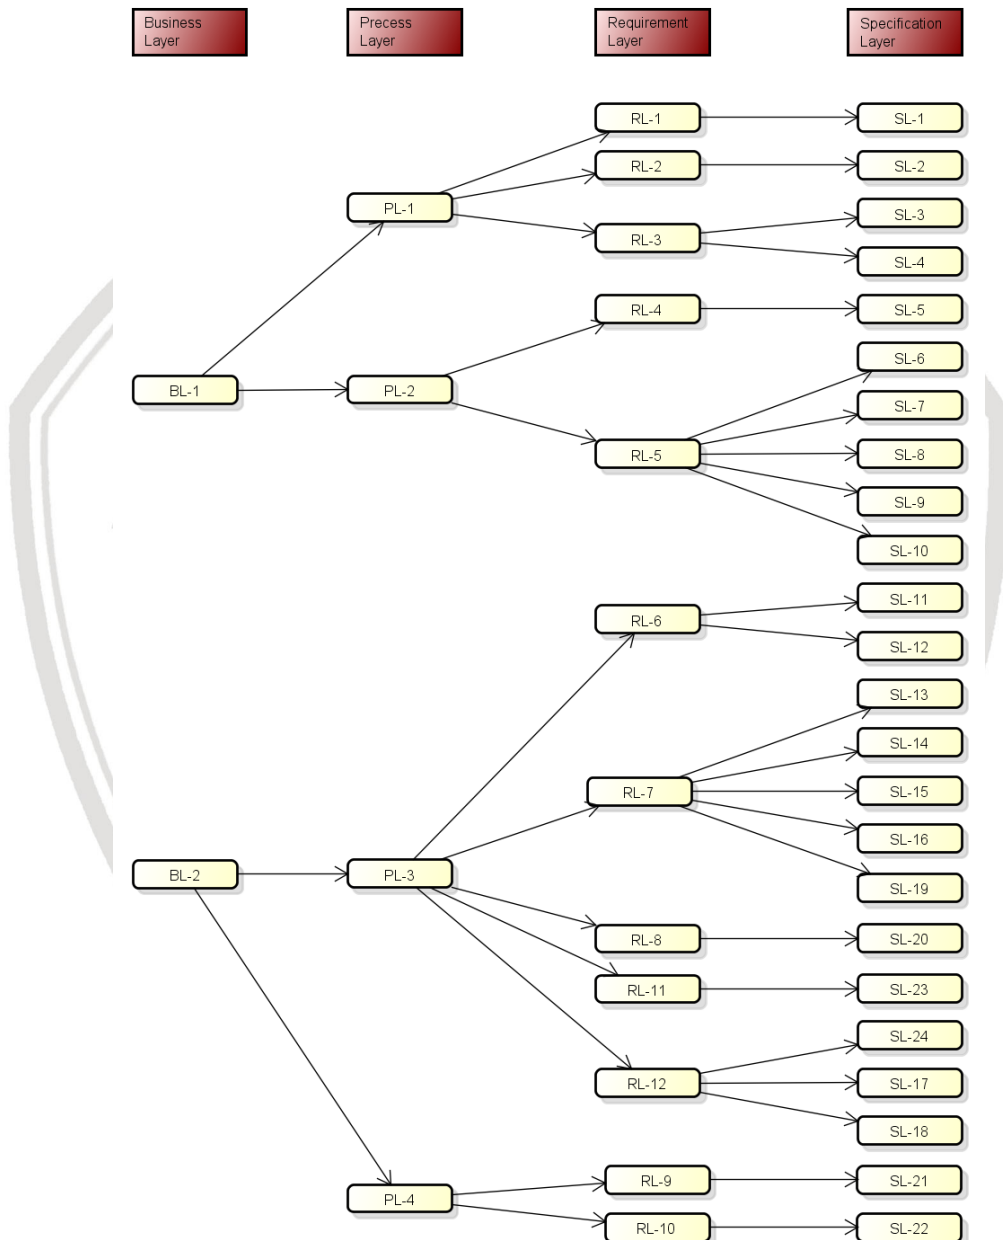 Business
Layer
Precess
Layer
Requirement
Layer
Specification
Layer
RL-1
SL-1
RL-2
SL-2
PL-1
SL-3
RL-3
SL-4
RL-4
SL-5
SL-6
BL-1
PL-2
SL-7
RL-5
SL-8
SL-9
SL-10
SL-11
RL-6
SL-12
SL-13
SL-14
RL-7
SL-15
SL-16
BL-2
PL-3
SL-19
RL-8
SL-20
RL-11
SL-23
SL-24
RL-12
SL-17
SL-18
RL-9
SL-21
PL-4
RL-10
SL-22